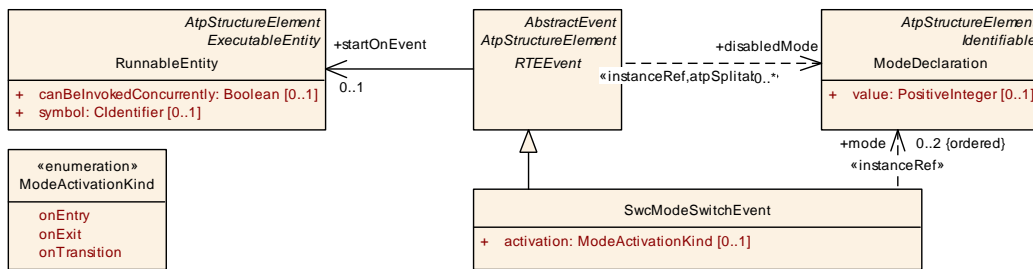 AtpStructureElement
ExecutableEntity
RunnableEntity
+ canBeInvokedConcurrently: Boolean [0..1]
+ symbol: CIdentifier [0..1]
+startOnEvent
0..1
AbstractEvent
AtpStructureElement
RTEEvent
+disabledMode
«instanceRef,atpSplitab
0..*
AtpStructureElement
Identifiable
ModeDeclaration
+ value: PositiveInteger [0..1]
«enumeration»
ModeActivationKind
onEntry
onExit
onTransition
+mode 0..2 {ordered}
«instanceRef»
SwcModeSwitchEvent
+ activation: ModeActivationKind [0..1]